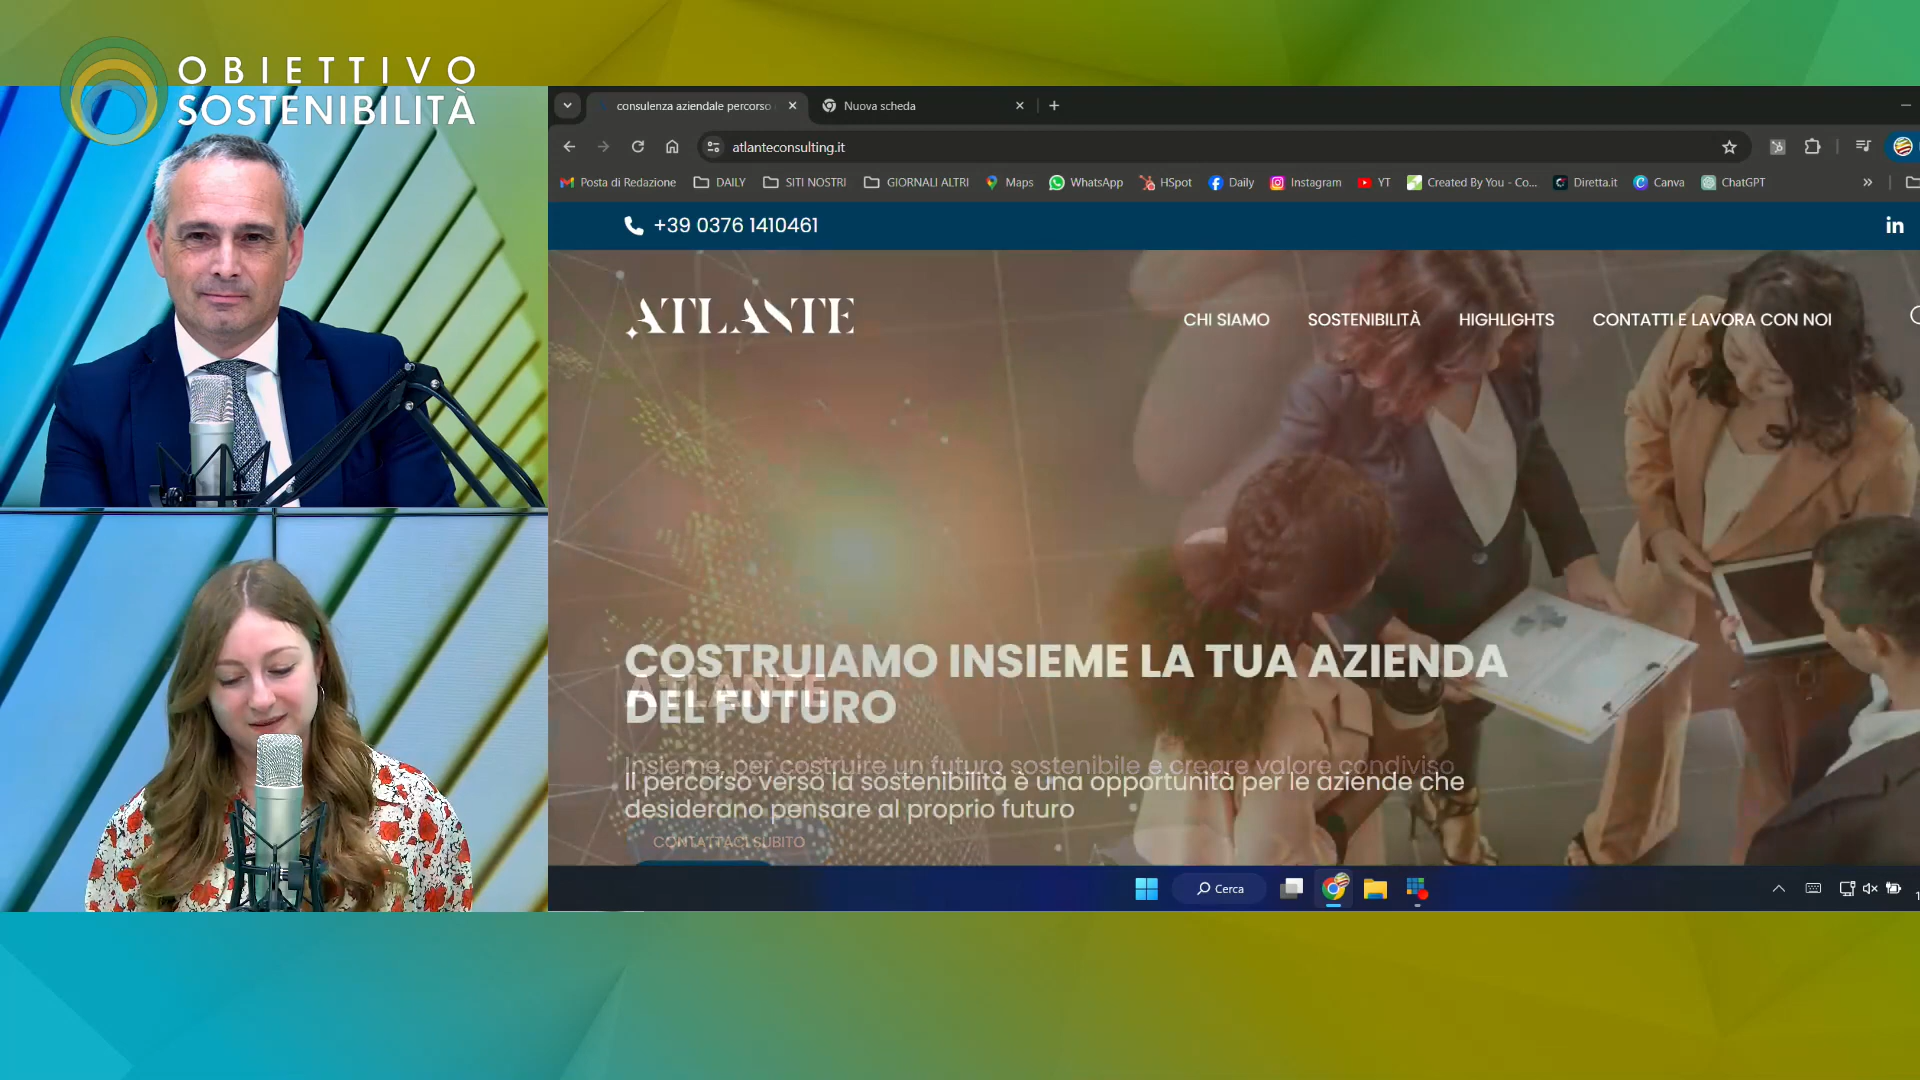 OBIETTIVO
SOSTENIBILITÀ
consulenza aziendale percorso
Nuova scheda
atlanteconsulting.it
Posta di Redazione
DAILY
SITI NOSTRI
GIORNALI ALTRI
Maps
WhatsApp
HSpot
Daily
Instagram
YT
Created By You - Co...
Diretta.it
Canva
ChatGPT
+39 0376 1410461
in
ATLANTE
CHI SIAMO
SOSTENIBILITÀ
HIGHLIGHTS
CONTATTI E LAVORA CON NOI
COSTRUIAMO INSIEME LA TUA AZIENDA
DEL FUTURO
ATLANTE
Insieme, per costruire un futuro sostenibile e creare valore condiviso
Il percorso verso la sostenibilità è una opportunità per le aziende che
desiderano pensare al proprio futuro
CONTATTACI SUBITO
Cerca